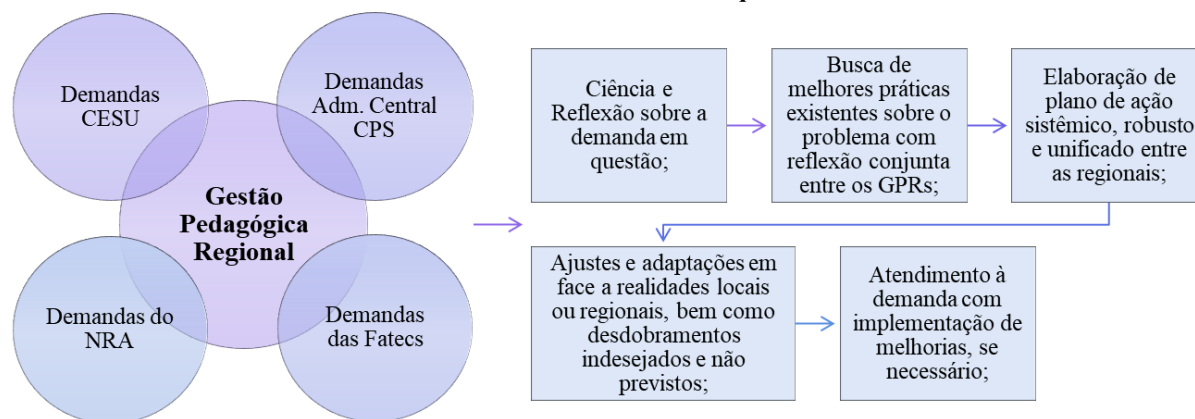 Demandas
CESU
Demandas
Adm. Central
CPS
Gestão
Pedagógica
Regional
Demandas do
NRA
Demandas
das Fatecs
Ciência e
Reflexão sobre a
demanda em
questão;
Busca de
melhores práticas
existentes sobre o
problema com
reflexão conjunta
entre os GPRs;
Elaboração de
plano de ação
sistêmico, robusto
e unificado entre
as regionais;
Ajustes e adaptações em
face a realidades locais
ou regionais, bem como
desdobramentos
indesejados e não
previstos;
Atendimento à
demanda com
implementação de
melhorias, se
necessário;